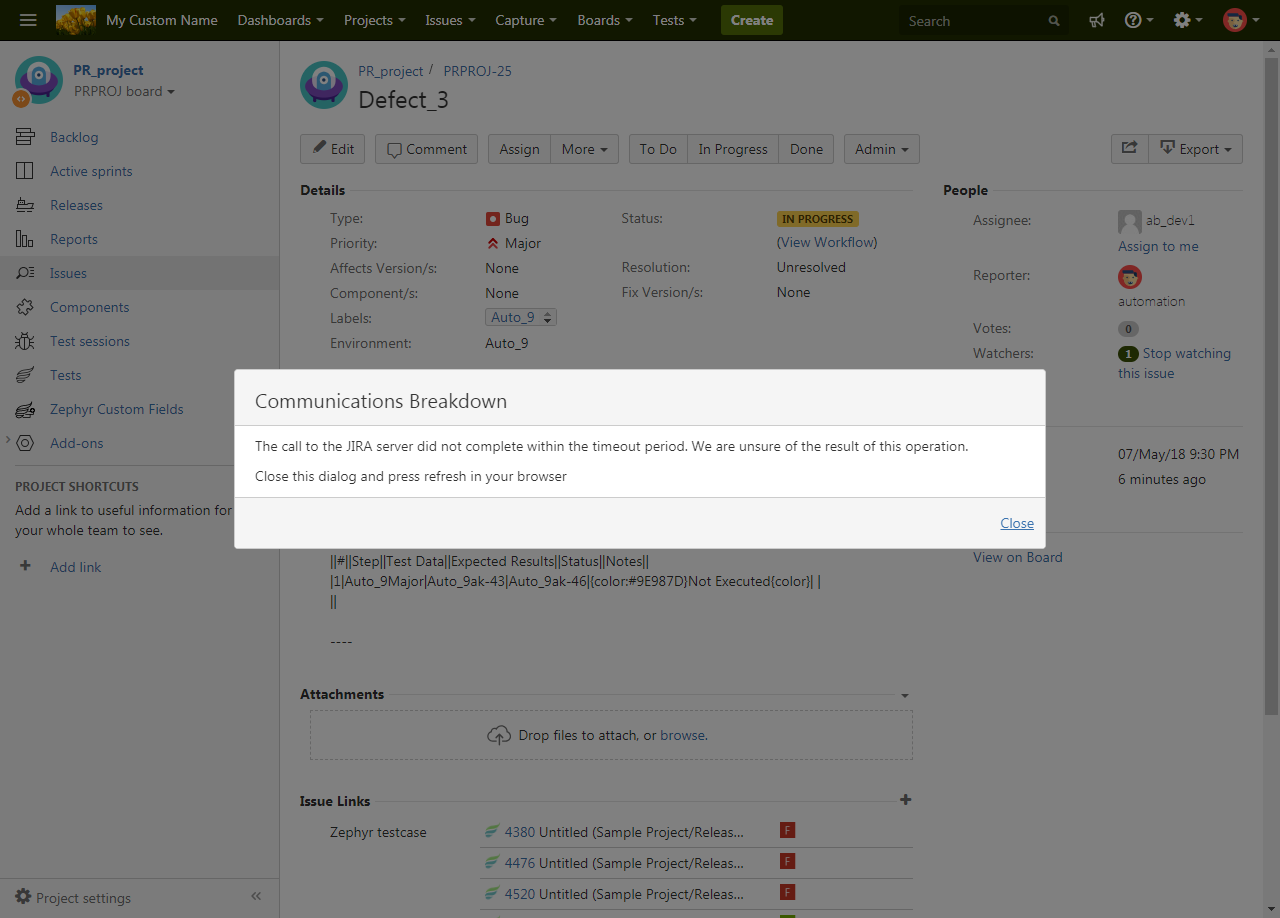 My Custom Name Dashboards Projects Issues Capture Boards Tests Create Search
PR_project
PRPROJ board
Backlog
Active sprints
Releases
Reports
Issues
Components
Test sessions
Tests
Zephyr Custom Fields
Add-ons
PROJECT SHORTCUTS
Add a link to useful information for
your whole team to see.
Add link
Project settings
PR_project / PRPROJ-25
Defect_3
Edit Comment Assign More To Do In Progress Done Admin Export
Details
Type: Bug
Priority: Major
Affects Version/s: None
Component/s: None
Labels: Auto_9
Environment: Auto_9
Status: IN PROGRESS
(View Workflow)
Resolution: Unresolved
Fix Version/s: None
People
Assignee: ab_dev1
Assign to me
Reporter:
automation
Votes: 0
Watchers: 1 Stop watching
this issue
07/May/18 9:30 PM
6 minutes ago
View on Board
Communications Breakdown
The call to the JIRA server did not complete within the timeout period. We are unsure of the result of this operation.
Close this dialog and press refresh in your browser
Close
||#||Step||Test Data||Expected Results||Status||Notes||
|1|Auto_9Major|Auto_9ak-43|Auto_9ak-46|{color:#9E987D}Not Executed{color}| |
||
----
Attachments
Drop files to attach, or browse.
Issue Links
Zephyr testcase
4380 Untitled (Sample Project/Releas... F
4476 Untitled (Sample Project/Releas... F
4520 Untitled (Sample Project/Releas... F